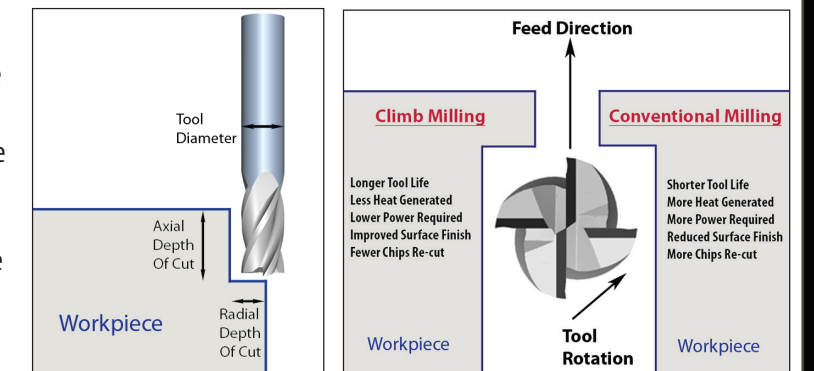 e
e
e
Tool
Diameter
Axial
Depth
Of Cut
Workpiece
Radial
Depth
Of Cut
Feed Direction
Climb Milling
Conventional Milling
Longer Tool Life
Less Heat Generated
Lower Power Required
Improved Surface Finish
Fewer Chips Re-cut
Shorter Tool Life
More Heat Generated
More Power Required
Reduced Surface Finish
More Chips Re-cut
Workpiece
Tool
Rotation
Workpiece